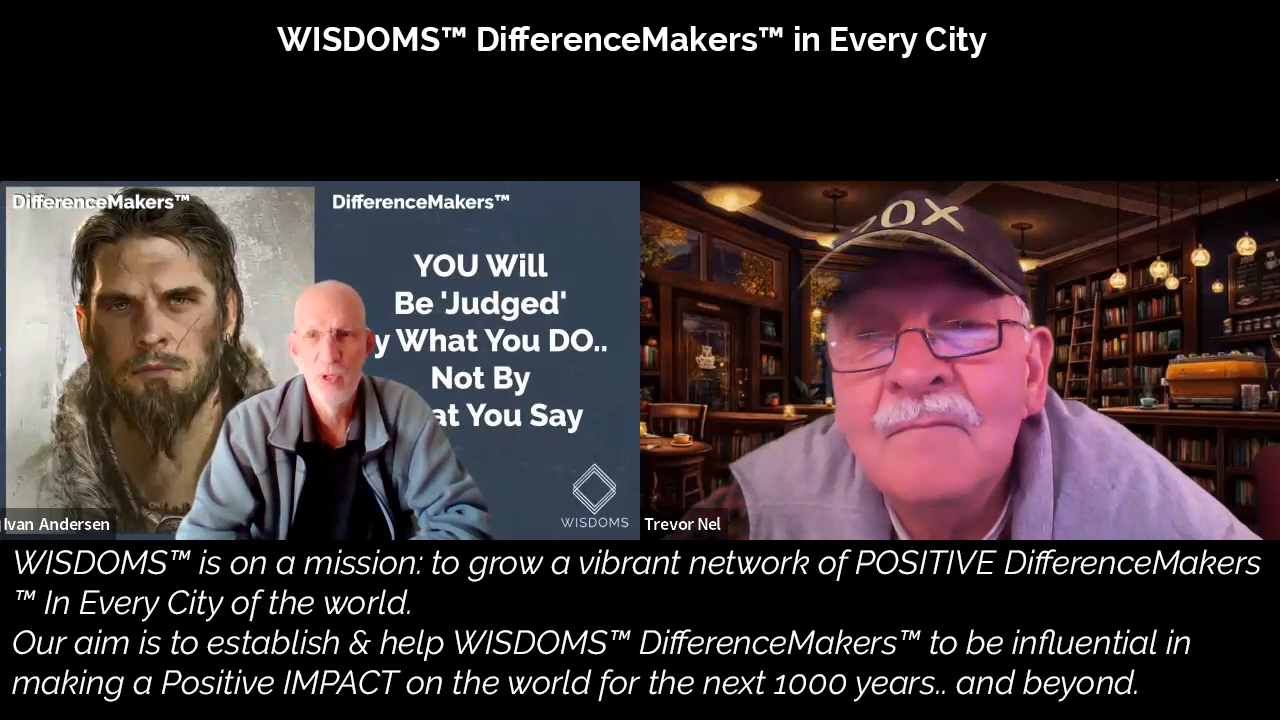 WISDOMS™ DifferenceMakers™ in Every City
DifferenceMakers™
DifferenceMakers™
YOU Will
Be 'Judged'
y What You DO..
Not By
at You Say
WISDOMS
OX
Ivan Andersen
Trevor Nel
WISDOMS™ is on a mission: to grow a vibrant network of POSITIVE DifferenceMakers
™ In Every City of the world.
Our aim is to establish & help WISDOMS™ DifferenceMakers™ to be influential in
making a Positive IMPACT on the world for the next 1000 years.. and beyond.